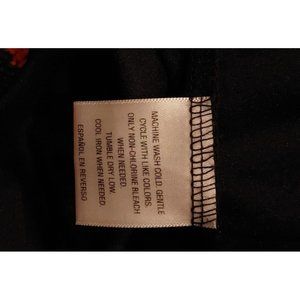 MACHINE WASH COLD. GENTLE
CYCLE WITH LIKE COLORS.
ONLY NON-CHLORINE BLEACH
WHEN NEEDED.
TUMBLE DRY LOW.
COOL IRON WHEN NEEDED.
ESPAÑOL EN REVERSO